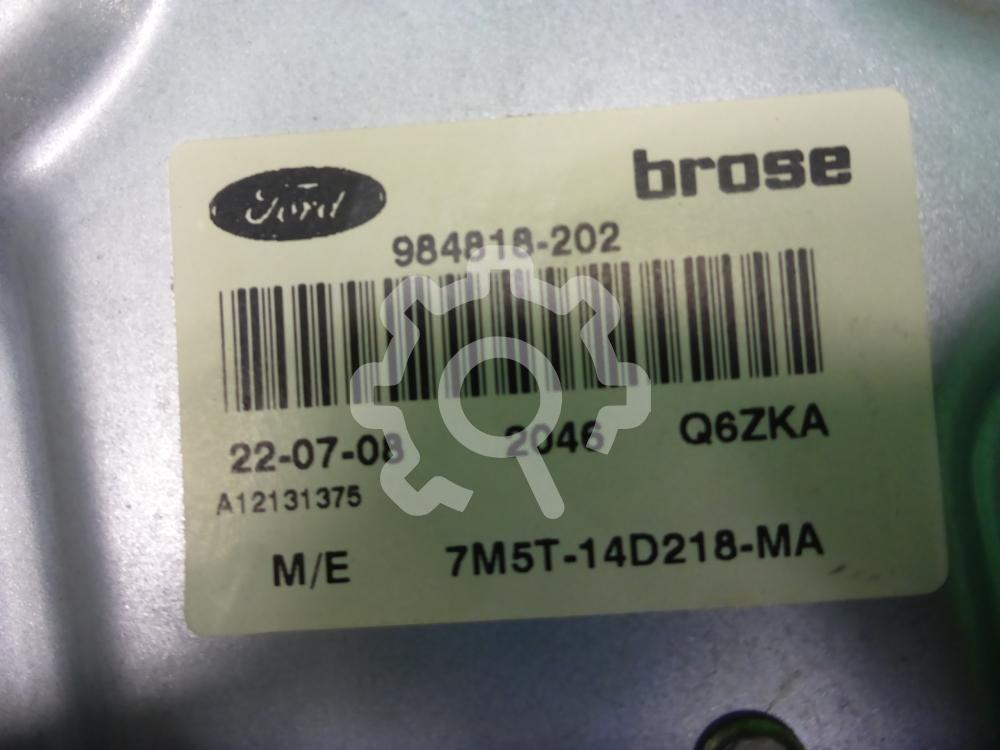 Ford brose
984818-202
22-07-08 2046 Q6ZKA
A12131375
M/E 7M5T-14D218-MA